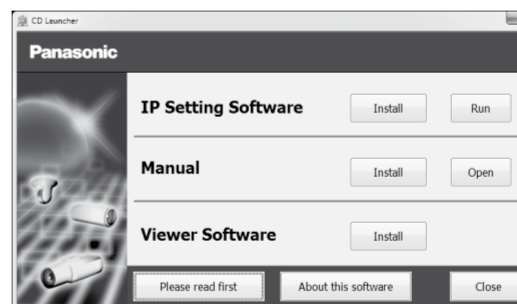 CD Launcher
Panasonic
IP Setting Software Install Run
Manual Install Open
Viewer Software Install
Please read first About this software Close